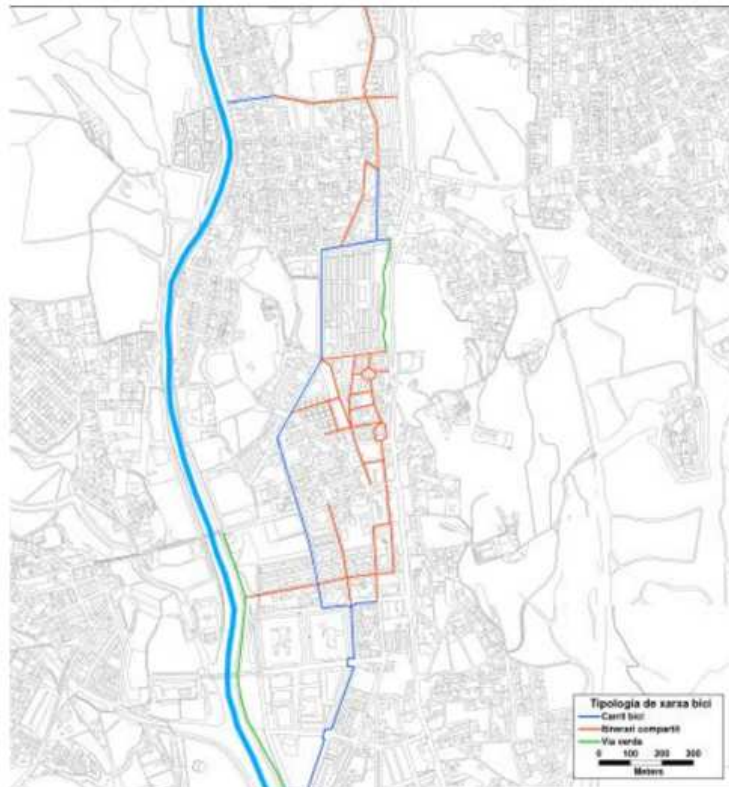 Tipologia de xarxa bici
Carril bici
Itinerari compartit
Via verda
0 100 200 300
Meters